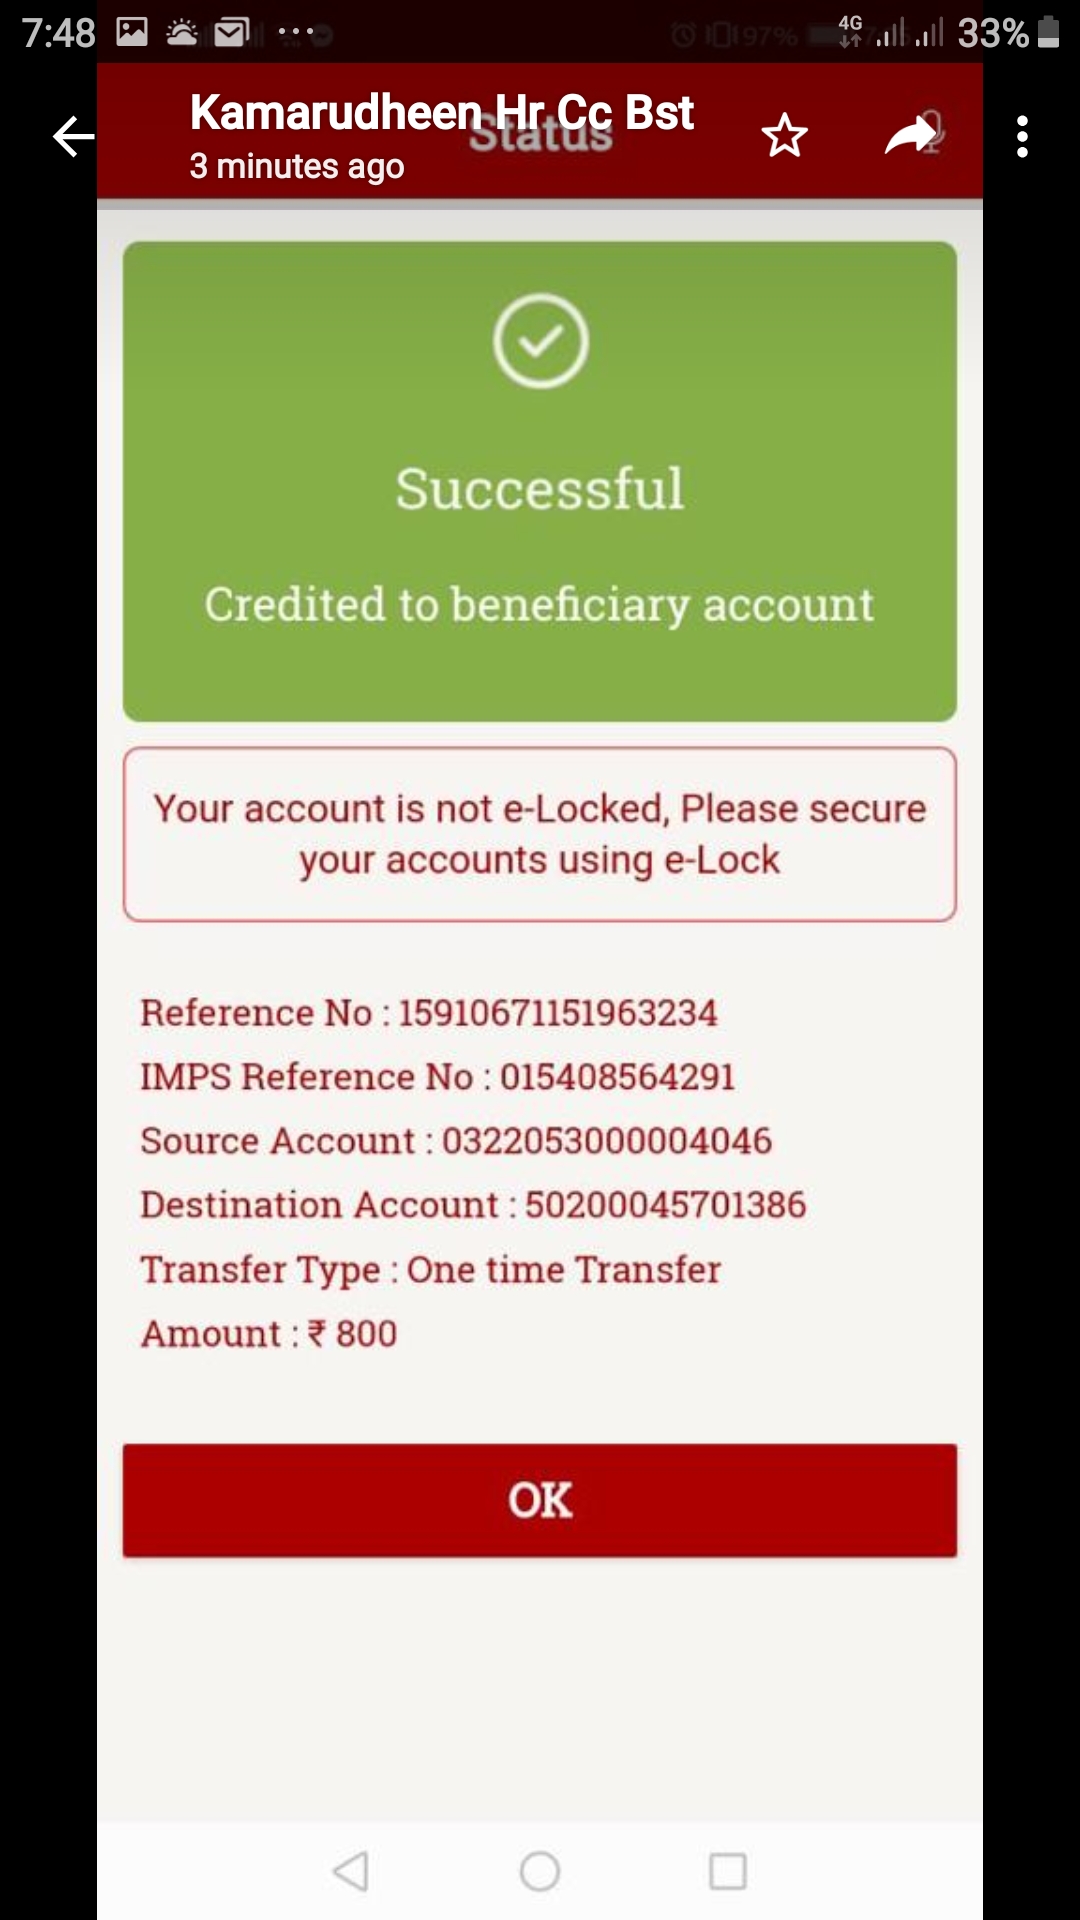 7:48
97%
4G
33%
Kamarudheen Hr Cc Bst
Status
3 minutes ago
Successful
Credited to beneficiary account
Your account is not e-Locked, Please secure
your accounts using e-Lock
Reference No : 15910671151963234
IMPS Reference No : 015408564291
Source Account : 0322053000004046
Destination Account : 50200045701386
Transfer Type : One time Transfer
Amount : ₹ 800
OK